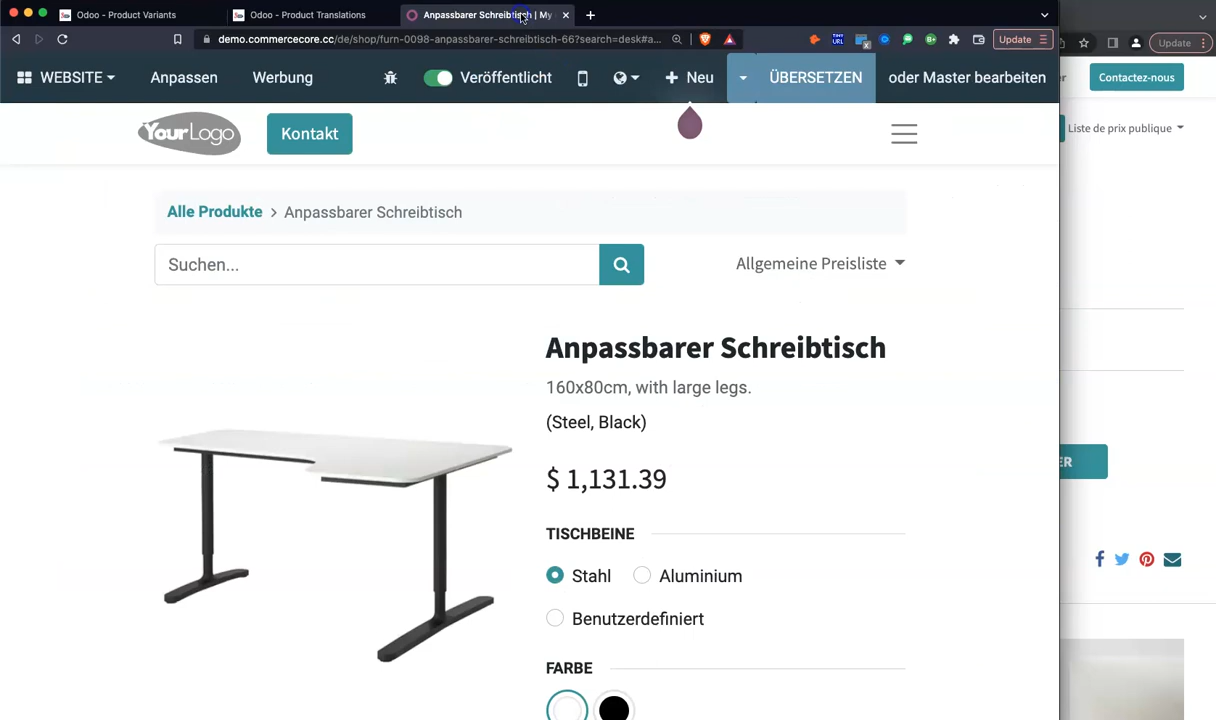 Odoo - Product Variants
Odoo - Product Translations
Anpassbarer Schreibtisch | My
demo.commercecore.cc/de/shop/furn-0098-anpassbarer-schreibtisch-66?search=desk#a...
Update
Update
WEBSITE
Anpassen
Werbung
Veröffentlicht
Neu
ÜBERSETZEN
oder Master bearbeiten
Contactez-nous
YourLogo
Kontakt
Liste de prix publique
Alle Produkte > Anpassbarer Schreibtisch
Suchen...
Allgemeine Preisliste
Anpassbarer Schreibtisch
160x80cm, with large legs.
(Steel, Black)
ER
$ 1,131.39
TISCHBEINE
Stahl
Aluminium
Benutzerdefiniert
FARBE